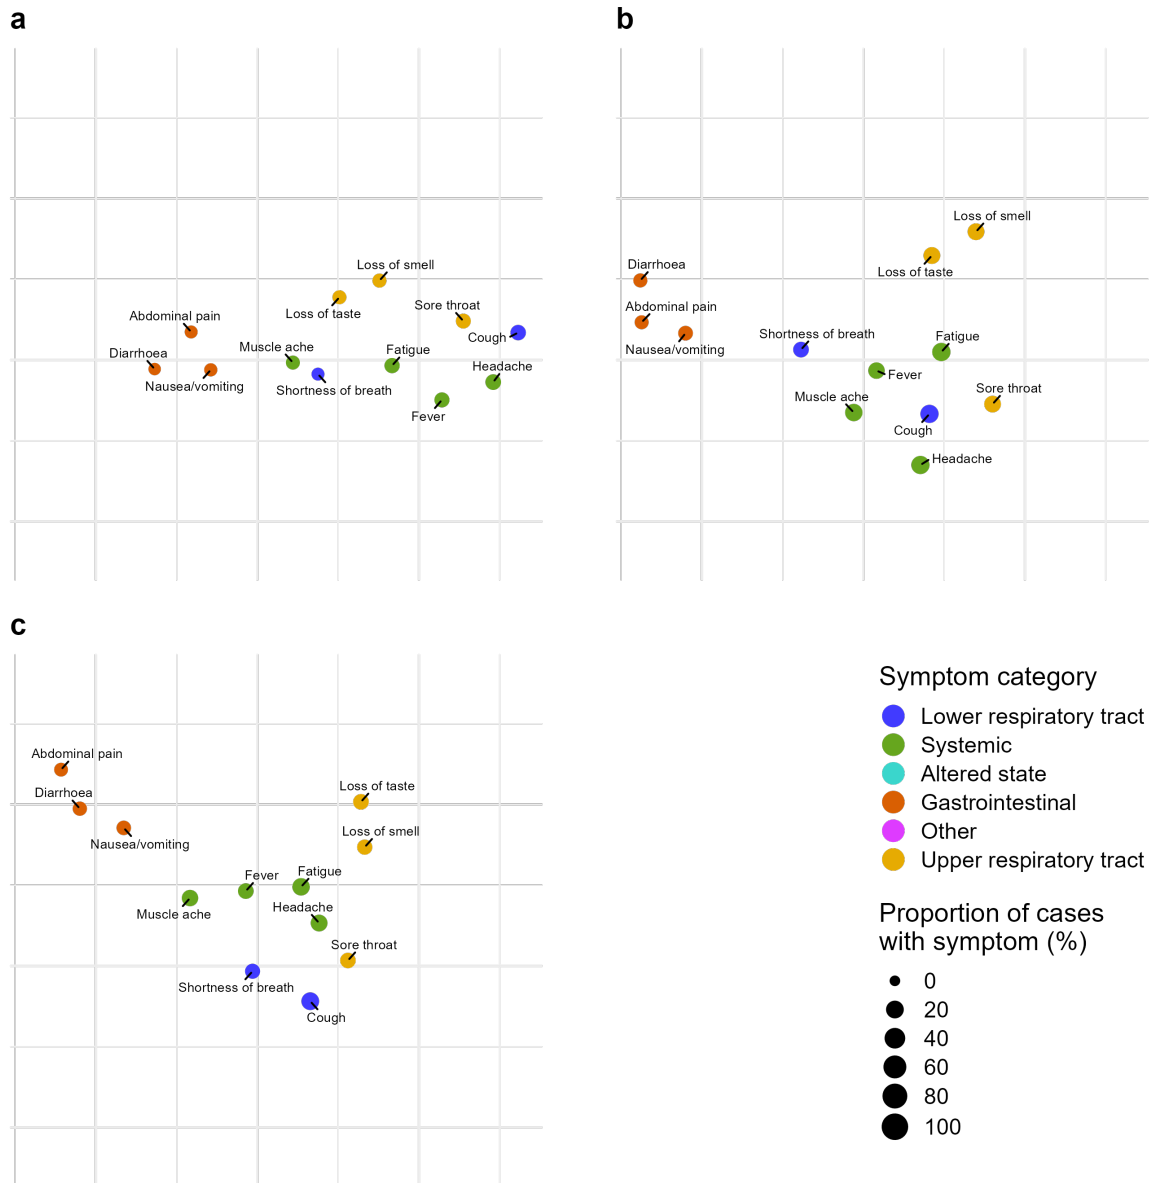 a
Loss of smell
Loss of taste
Sore throat
Abdominal pain
Cough
Muscle ache
Fatigue
Diarrhoea
Headache
Nausea/vomiting
Shortness of breath
Fever
b
Loss of smell
Diarrhoea
Loss of taste
Abdominal pain
Shortness of breath
Fatigue
Nausea/vomiting
Fever
Sore throat
Muscle ache
Cough
Headache
c
Abdominal pain
Loss of taste
Diarrhoea
Loss of smell
Nausea/vomiting
Fatigue
Fever
Headache
Muscle ache
Sore throat
Shortness of breath
Cough
Symptom category
Lower respiratory tract
Systemic
Altered state
Gastrointestinal
Other
Upper respiratory tract
Proportion of cases
with symptom (%)
0
20
40
60
80
100